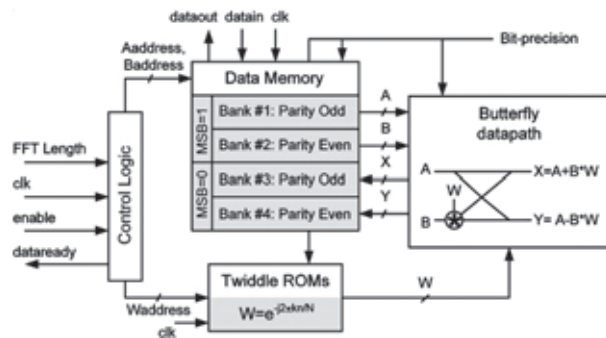 dataout datain clk
Aaddress,
Baddress
Bit-precision
Data Memory
MSB=1
Bank #1: Parity Odd
Bank #2: Parity Even
MSB=0
Bank #3: Parity Odd
Bank #4: Parity Even
A
B
X
Y
Butterfly
datapath
A
X=A+B*W
W
B
Y= A-B*W
FFT Length
clk
enable
dataready
Control Logic
Twiddle ROMs
W=e^-j2±kn/N
W
Waddress
clk